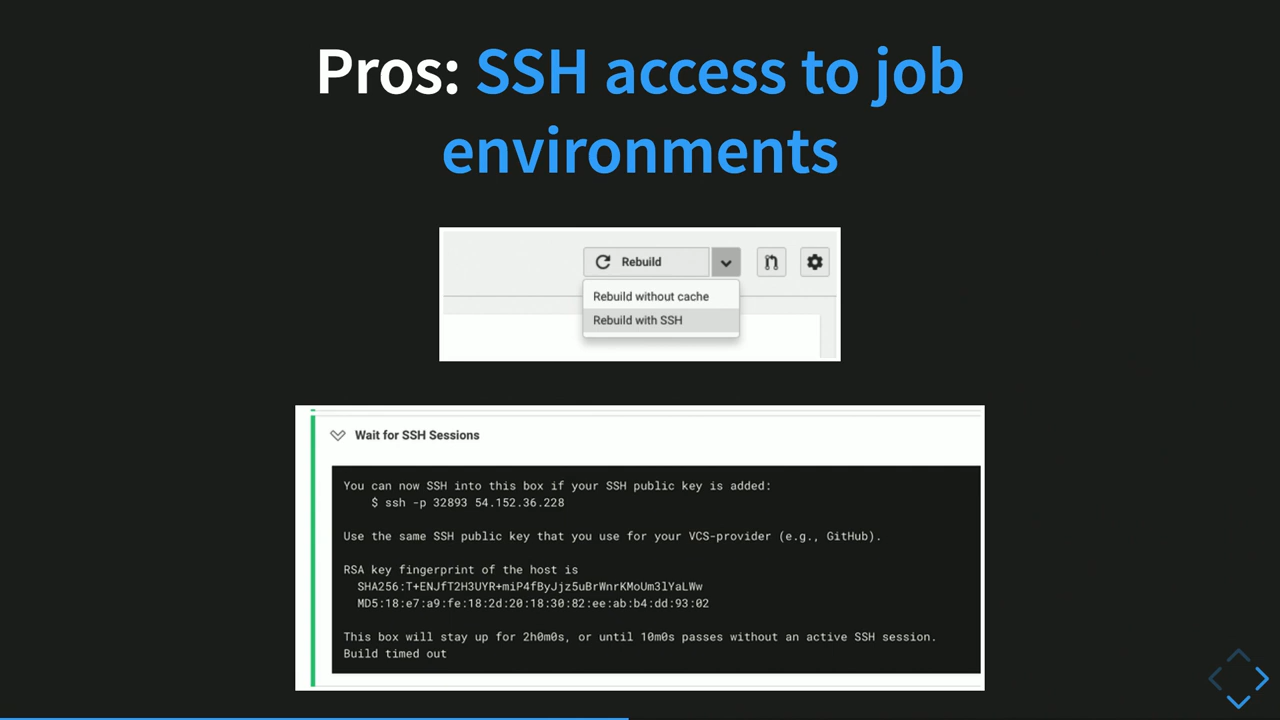 Pros: SSH access to job
environments
Rebuild
Rebuild without cache
Rebuild with SSH
Wait for SSH Sessions
You can now SSH into this box if your SSH public key is added:
$ ssh -p 32893 54.152.36.228
Use the same SSH public key that you use for your VCS-provider (e.g., GitHub).
RSA key fingerprint of the host is
SHA256:T+ENJfT2H3UYR+miP4fByJjz5uBrWnrKMoUm3lYaLWw
MD5:18:e7:a9:fe:18:2d:20:18:30:82:ee:ab:b4:dd:93:02
This box will stay up for 2h0m0s, or until 10m0s passes without an active SSH session.
Build timed out